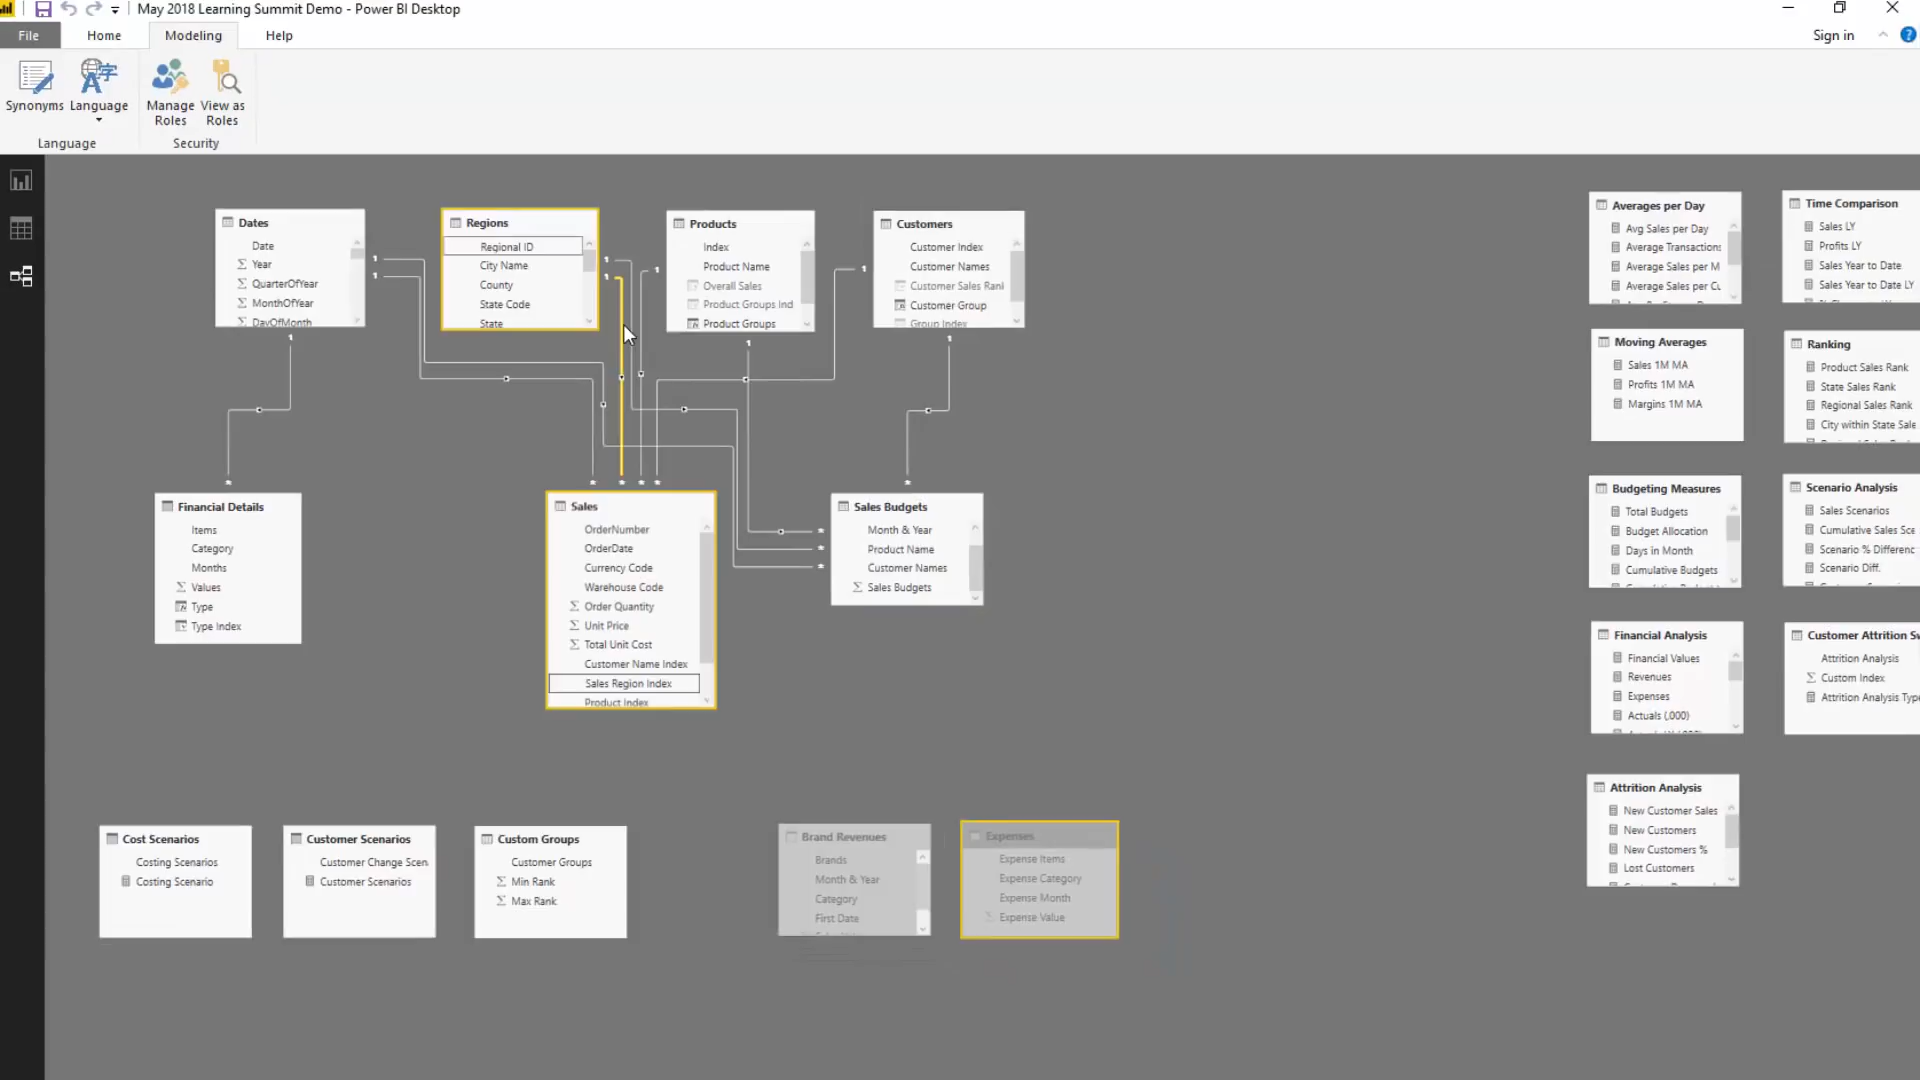 May 2018 Learning Summit Demo - Power BI Desktop
File
Home
Modeling
Help
Sign in
?
Synonyms
Language
Manage
Roles
View as
Roles
Language
Security
Dates
Date
Year
QuarterOfYear
MonthOfYear
DayOfMonth
Regions
Regional ID
City Name
County
State Code
State
Products
Index
Product Name
Overall Sales
Product Groups Ind
Product Groups
Customers
Customer Index
Customer Names
Customer Sales Rank
Customer Group
Group Index
Financial Details
Items
Category
Months
Values
Type
Type Index
Sales
OrderNumber
OrderDate
Currency Code
Warehouse Code
Order Quantity
Unit Price
Total Unit Cost
Customer Name Index
Sales Region Index
Product Index
Sales Budgets
Month & Year
Product Name
Customer Names
Sales Budgets
Cost Scenarios
Costing Scenarios
Costing Scenario
Customer Scenarios
Customer Change Scen
Customer Scenarios
Custom Groups
Customer Groups
Min Rank
Max Rank
Brand Revenues
Brands
Month & Year
Category
First Date
Expenses
Expense Items
Expense Category
Expense Month
Expense Value
Averages per Day
Avg Sales per Day
Average Transactions
Average Sales per M
Average Sales per Cu
Time Comparison
Sales LY
Profits LY
Sales Year to Date
Sales Year to Date LY
Moving Averages
Sales 1M MA
Profits 1M MA
Margins 1M MA
Ranking
Product Sales Rank
State Sales Rank
Regional Sales Rank
City within State Sale
Budgeting Measures
Total Budgets
Budget Allocation
Days in Month
Cumulative Budgets
Scenario Analysis
Sales Scenarios
Cumulative Sales Sce
Scenario % Differenc
Scenario Diff.
Financial Analysis
Financial Values
Revenues
Expenses
Actuals (,000)
Customer Attrition Sw
Attrition Analysis
Custom Index
Attrition Analysis Type
Attrition Analysis
New Customer Sales
New Customers
New Customers %
Lost Customers